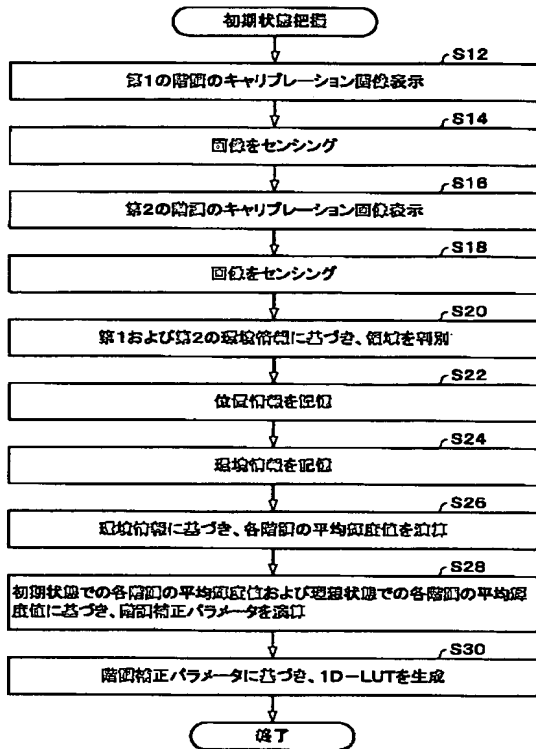 初期状態把握
S12
第1の階調のキャリブレーション画像表示
S14
画像をセンシング
S16
第2の階調のキャリブレーション画像表示
S18
画像をセンシング
S20
第1および第2の環境情報に基づき、領域を判別
S22
位置情報を記憶
S24
環境情報を記憶
S26
環境情報に基づき、各階調の平均輝度値を演算
S28
初期状態での各階調の平均輝度値および理想状態での各階調の平均輝
度値に基づき、階調補正パラメータを演算
S30
階調補正パラメータに基づき、1D-LUTを生成
終了